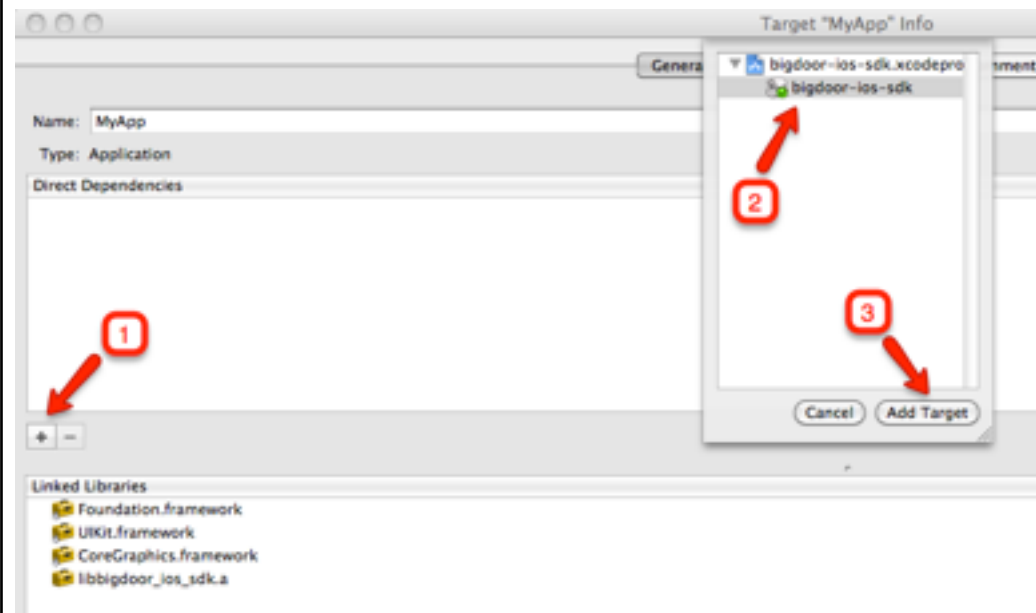 Target "MyApp" Info
Genera
nment
bigdoor-ios-sdk.xcodepro
bigdoor-ios-sdk
Name: MyApp
Type: Application
Direct Dependencies
2
1
3
Cancel
Add Target
+ −
Linked Libraries
Foundation.framework
UIKit.framework
CoreGraphics.framework
libbigdoor_ios_sdk.a